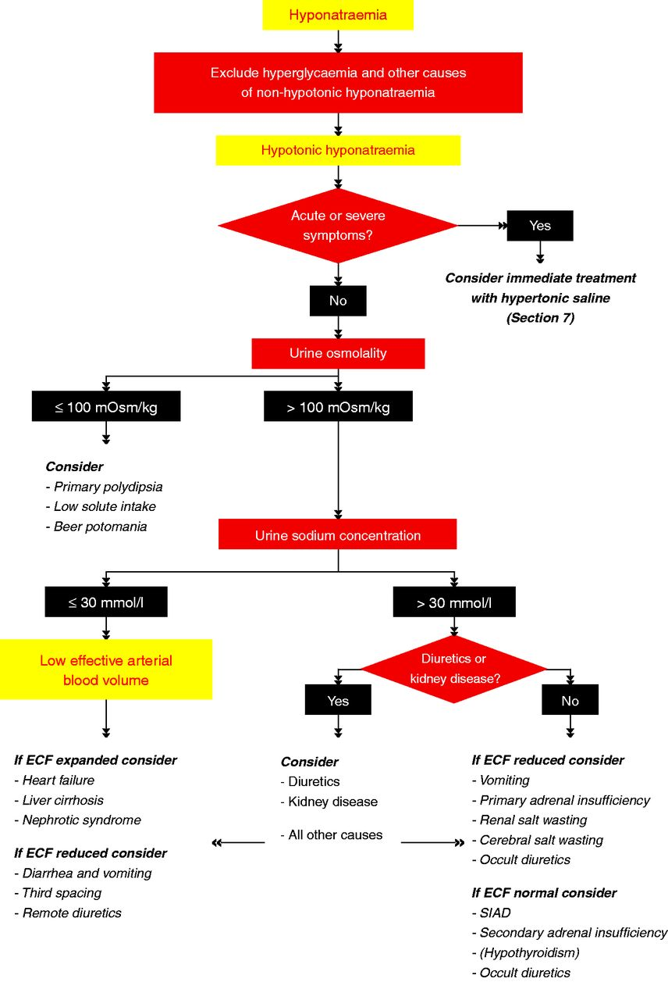 Hyponatraemia
Exclude hyperglycaemia and other causes
of non-hypotonic hyponatraemia
Hypotonic hyponatraemia
Acute or severe
symptoms?
Yes
Consider immediate treatment
with hypertonic saline
(Section 7)
No
Urine osmolality
≤ 100 mOsm/kg
> 100 mOsm/kg
Consider
- Primary polydipsia
- Low solute intake
- Beer potomania
Urine sodium concentration
≤ 30 mmol/l
> 30 mmol/l
Low effective arterial
blood volume
Diuretics or
kidney disease?
Yes
No
If ECF expanded consider
- Heart failure
- Liver cirrhosis
- Nephrotic syndrome
If ECF reduced consider
- Diarrhea and vomiting
- Third spacing
- Remote diuretics
Consider
- Diuretics
- Kidney disease
- All other causes
If ECF reduced consider
- Vomiting
- Primary adrenal insufficiency
- Renal salt wasting
- Cerebral salt wasting
- Occult diuretics
If ECF normal consider
- SIAD
- Secondary adrenal insufficiency
- (Hypothyroidism)
- Occult diuretics